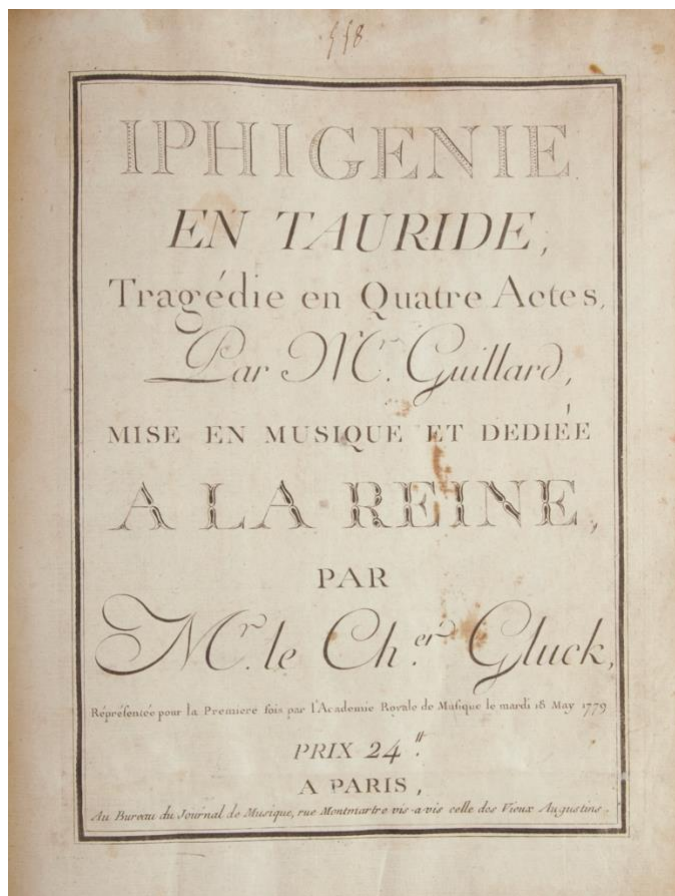 558
IPHIGENIE
EN TAURIDE,
Tragédie en Quatre Actes,
Par Mr. Guillard,
MISE EN MUSIQUE ET DEDIÉE
A LA REINE,
PAR
Mr. le Cher. Gluck,
Répréſentée pour la Premiere fois par l'Academie Royale de Muſique le mardi 18 May 1779
PRIX 24tt.
A PARIS,
Au Bureau du Journal de Musique, rue Montmartre vis-a-vis celle des Vieux Augustins.